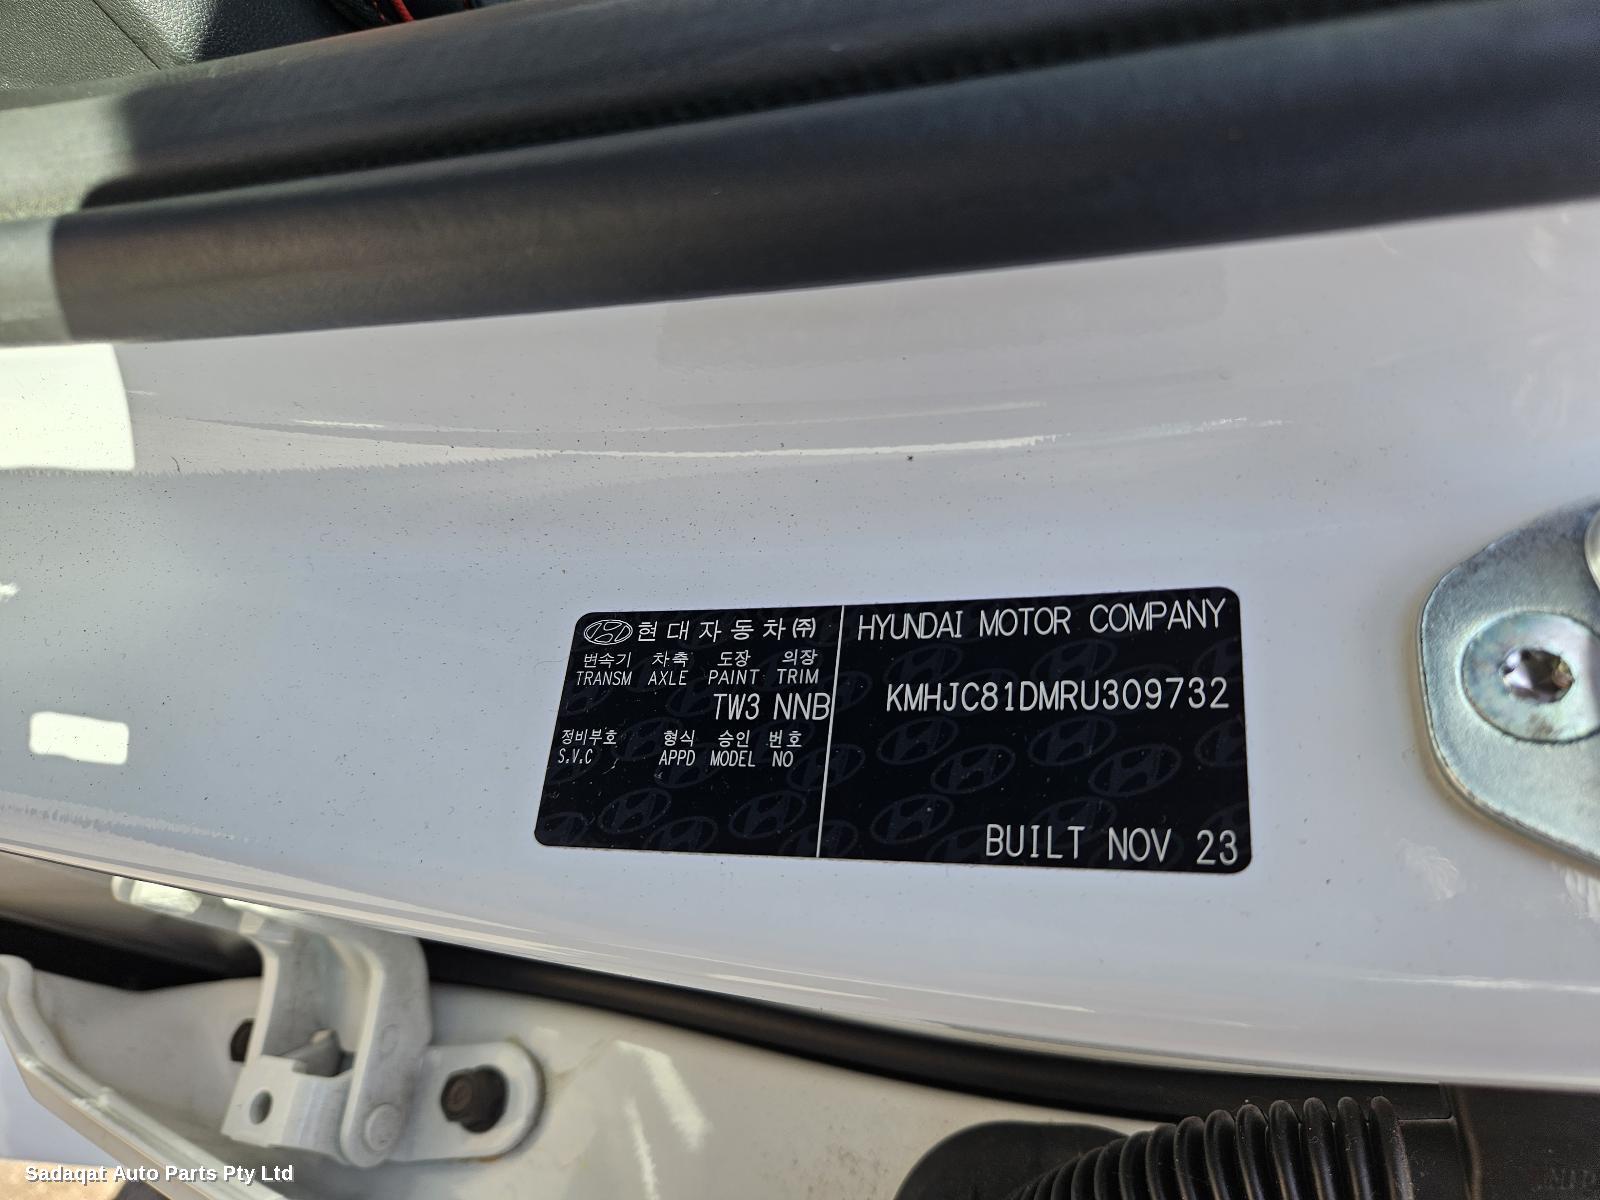 현대자동차㈜
변속기 차축 도장 의장
TRANSM AXLE PAINT TRIM
TW3 NNB
정비부호 형식 승인 번호
S.V.C APPD MODEL NO
HYUNDAI MOTOR COMPANY
KMHJC81DMRU309732
BUILT NOV 23
Sadaqat Auto Parts Pty Ltd